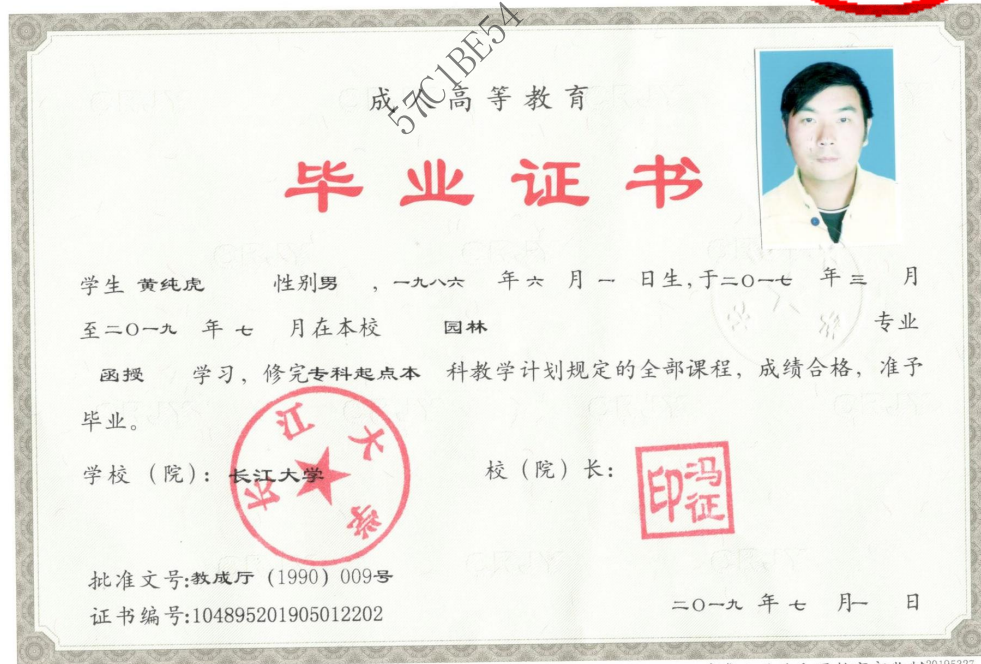 57C1BE54
成人高等教育
毕业证书
学生 黄纯虎 性别男 ，一九八六 年 六 月 一 日生，于二〇一七 年 三 月
至二〇一九 年 七 月在本校 园林 专业
函授 学习，修完专科起点本 科教学计划规定的全部课程，成绩合格，准予
毕业。
学校（院）：长江大学 校（院）长：
长江大学
冯征印
批准文号:教成厅（1990）009号
证书编号:104895201905012202
二〇一九 年 七 月一 日
20195327